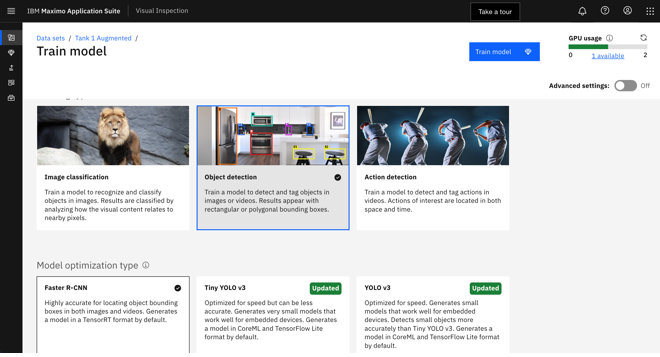 IBM Maximo Application Suite
Visual Inspection
Take a tour
Data sets / Tank 1 Augmented /
Train model
Train model
GPU usage
0
1 available
2
Advanced settings:
Off
Image classification
Train a model to recognize and classify
objects in images. Results are classified by
analyzing how the visual content relates to
nearby pixels.
Object detection
Train a model to detect and tag objects in
images or videos. Results appear with
rectangular or polygonal bounding boxes.
Action detection
Train a model to detect and tag actions in
videos. Actions of interest are located in both
space and time.
Model optimization type
Faster R-CNN
Highly accurate for locating object bounding
boxes in both images and videos. Generates
a model in a TensorRT format by default.
Tiny YOLO v3
Updated
Optimized for speed but can be less
accurate. Generates very small models that
work well for embedded devices. Generates
a model in CoreML and TensorFlow Lite
format by default.
YOLO v3
Updated
Optimized for speed. Generates small
models that work well for embedded
devices. Detects small objects more
accurately than Tiny YOLO v3. Generates a
model in CoreML and TensorFlow Lite
format by default.